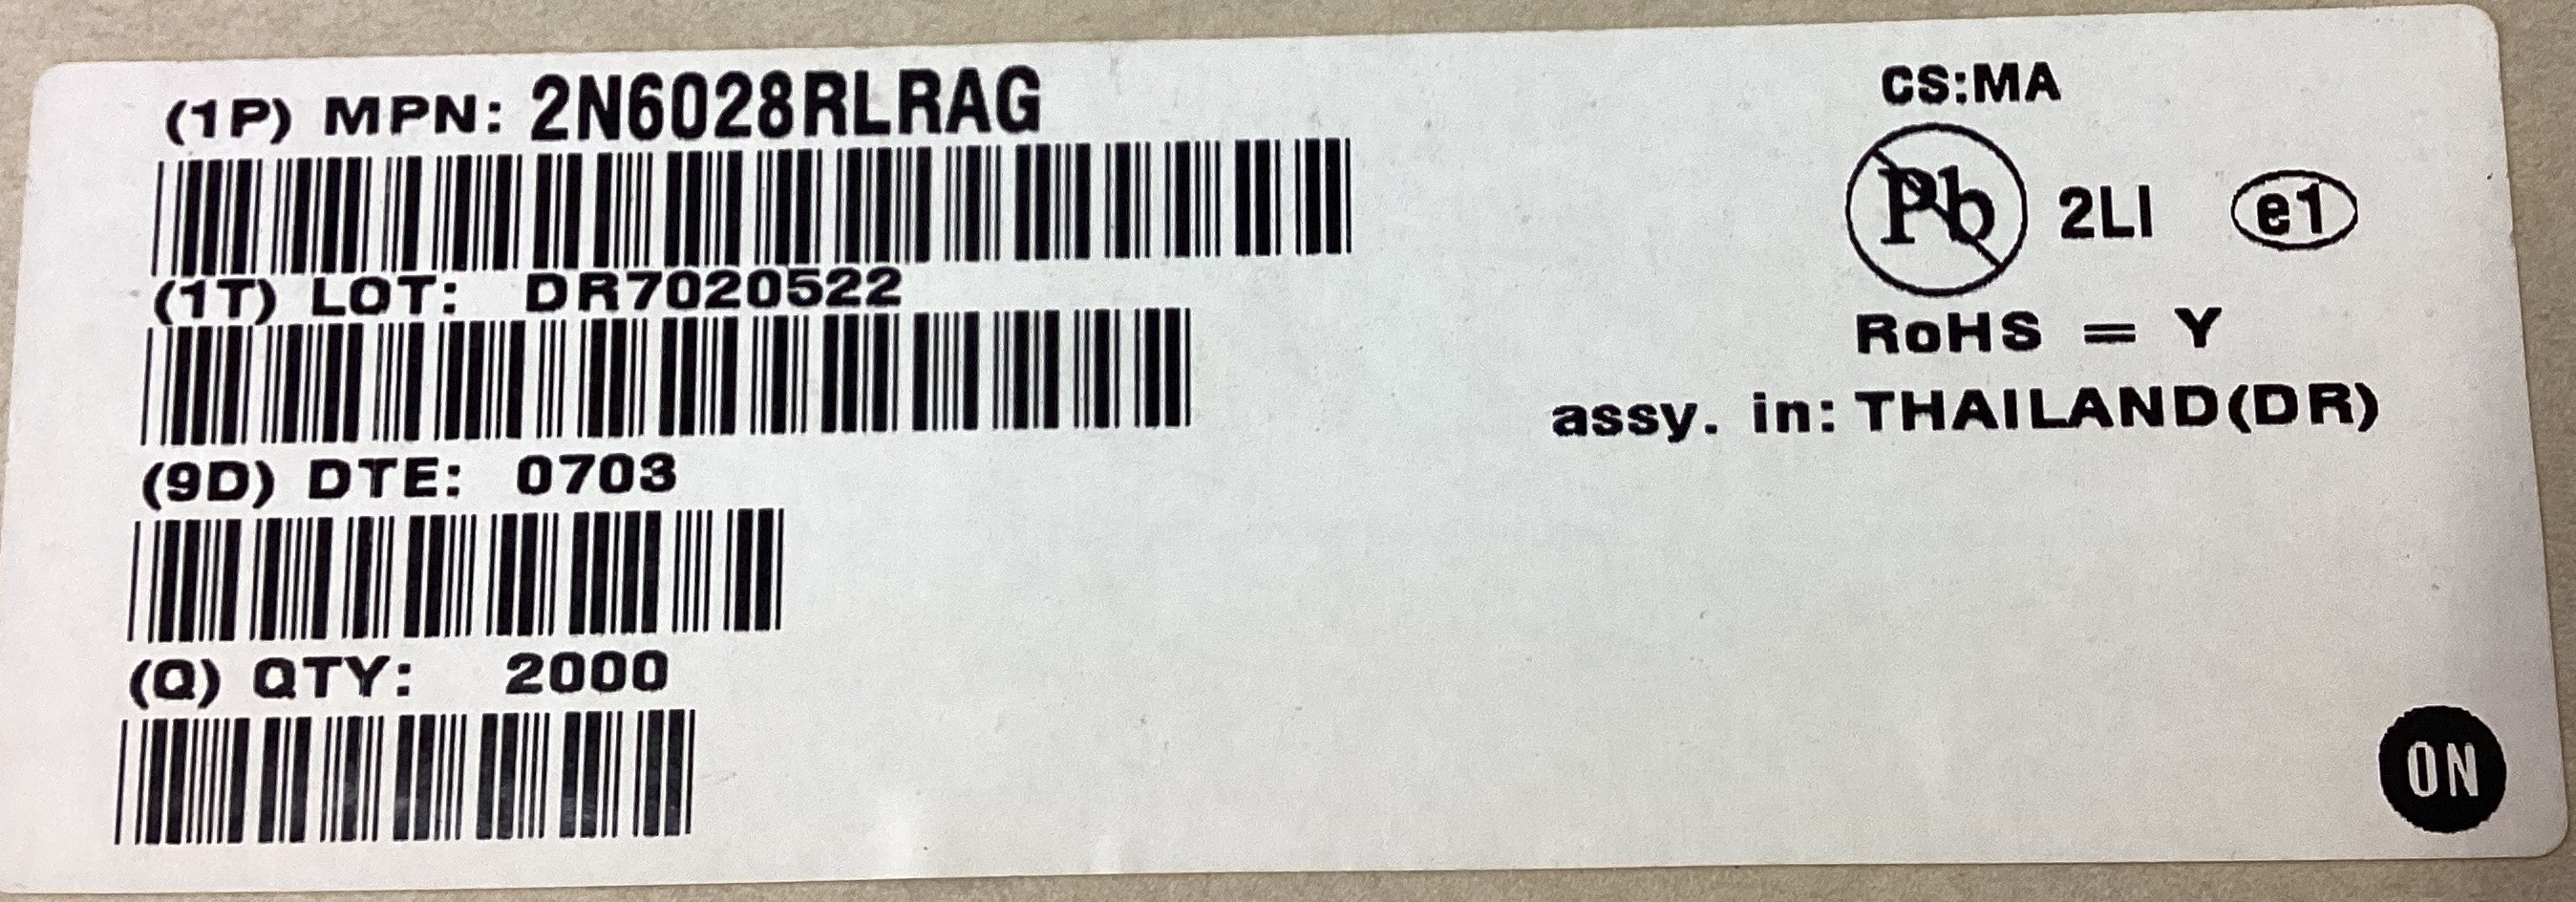 (1P) MPN: 2N6028RLRAG
(1T) LOT: DR7020522
(9D) DTE: 0703
(Q) QTY: 2000
CS:MA
Pb 2LI e1
RoHS = Y
assy. in: THAILAND(DR)
ON